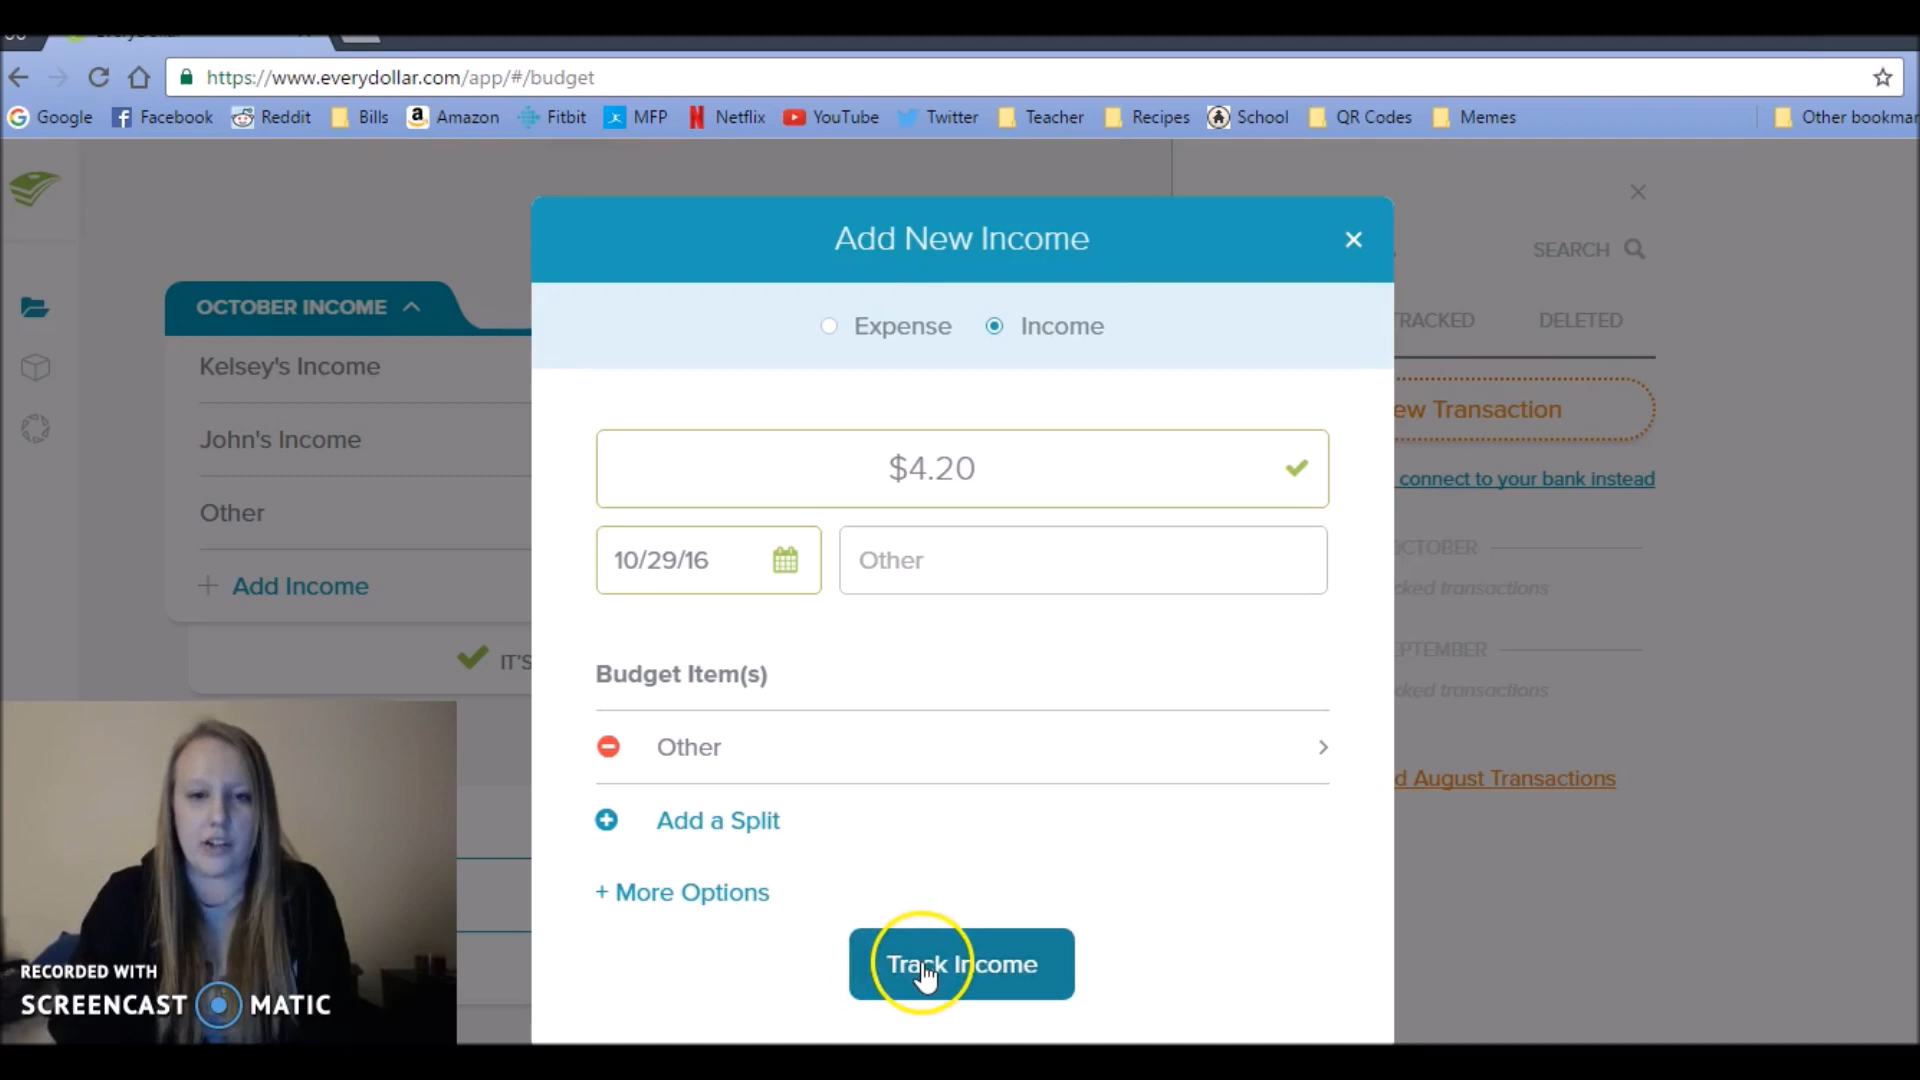 https://www.everydollar.com/app/#/budget
Google Facebook Reddit Bills Amazon Fitbit MFP Netflix YouTube Twitter Teacher Recipes School QR Codes Memes Other bookmar
Add New Income
SEARCH
OCTOBER INCOME
Expense Income
TRACKED DELETED
Kelsey's Income
ew Transaction
John's Income
$4.20
connect to your bank instead
Other
10/29/16 Other
OCTOBER
cked transactions
+ Add Income
IT'S
EPTEMBER
cked transactions
Budget Item(s)
Other
d August Transactions
Add a Split
+ More Options
Track Income
RECORDED WITH
SCREENCAST MATIC